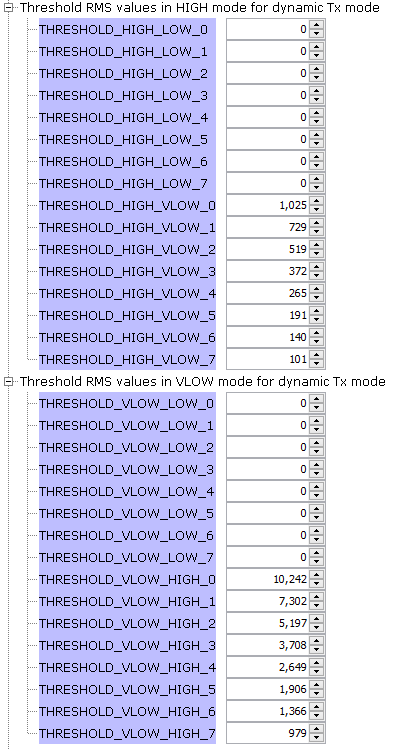 Threshold RMS values in HIGH mode for dynamic Tx mode
THRESHOLD_HIGH_LOW_0 0
THRESHOLD_HIGH_LOW_1 0
THRESHOLD_HIGH_LOW_2 0
THRESHOLD_HIGH_LOW_3 0
THRESHOLD_HIGH_LOW_4 0
THRESHOLD_HIGH_LOW_5 0
THRESHOLD_HIGH_LOW_6 0
THRESHOLD_HIGH_LOW_7 0
THRESHOLD_HIGH_VLOW_0 1,025
THRESHOLD_HIGH_VLOW_1 729
THRESHOLD_HIGH_VLOW_2 519
THRESHOLD_HIGH_VLOW_3 372
THRESHOLD_HIGH_VLOW_4 265
THRESHOLD_HIGH_VLOW_5 191
THRESHOLD_HIGH_VLOW_6 140
THRESHOLD_HIGH_VLOW_7 101
Threshold RMS values in VLOW mode for dynamic Tx mode
THRESHOLD_VLOW_LOW_0 0
THRESHOLD_VLOW_LOW_1 0
THRESHOLD_VLOW_LOW_2 0
THRESHOLD_VLOW_LOW_3 0
THRESHOLD_VLOW_LOW_4 0
THRESHOLD_VLOW_LOW_5 0
THRESHOLD_VLOW_LOW_6 0
THRESHOLD_VLOW_LOW_7 0
THRESHOLD_VLOW_HIGH_0 10,242
THRESHOLD_VLOW_HIGH_1 7,302
THRESHOLD_VLOW_HIGH_2 5,197
THRESHOLD_VLOW_HIGH_3 3,708
THRESHOLD_VLOW_HIGH_4 2,649
THRESHOLD_VLOW_HIGH_5 1,906
THRESHOLD_VLOW_HIGH_6 1,366
THRESHOLD_VLOW_HIGH_7 979